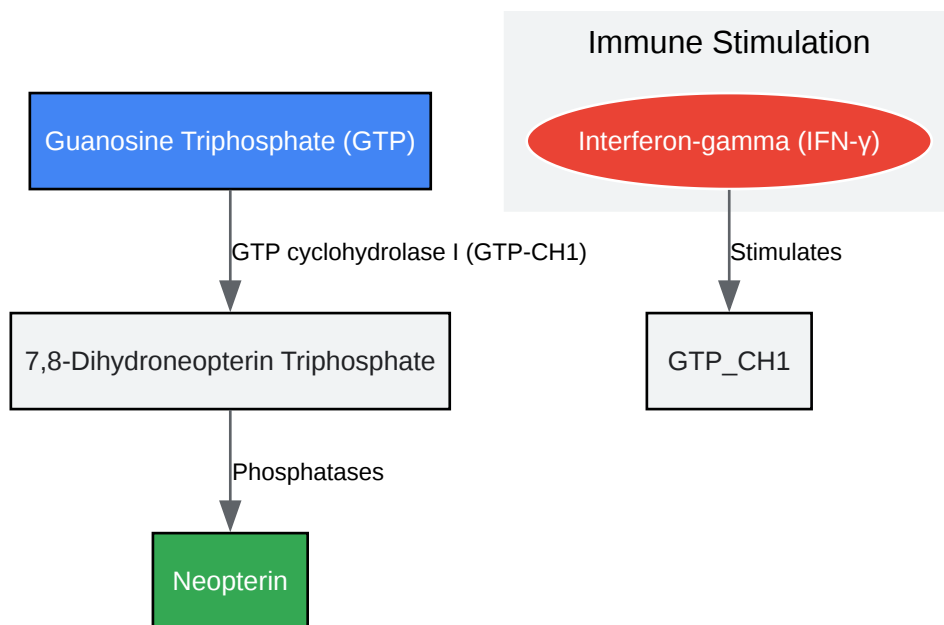 Immune Stimulation
Guanosine Triphosphate (GTP)
Interferon-gamma (IFN-γ)
GTP cyclohydrolase I (GTP-CH1)
Stimulates
7,8-Dihydroneopterin Triphosphate
GTP_CH1
Phosphatases
Neopterin